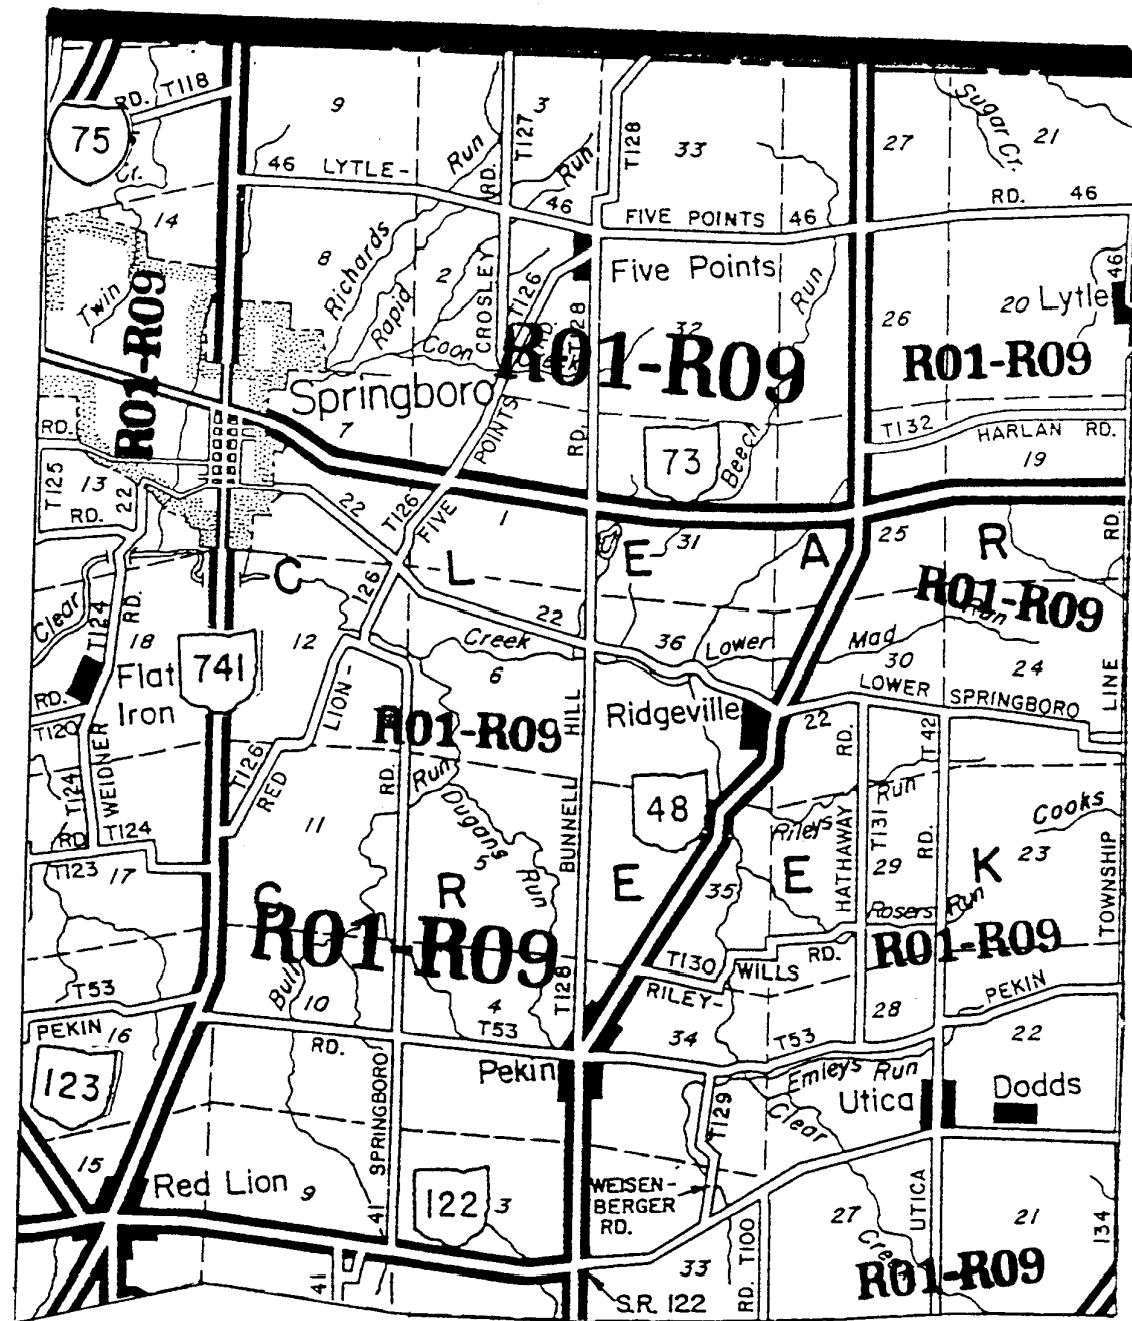 RD. T118
75
Cr.
9
3
T127
T128
33
27
Sugar Cr.
21
46 LYTLE-
Run
RD.
Run
46
FIVE POINTS 46
RD. 46
14
Twin
8
Richards
Rapid
2
Coon
CROSLEY
T126
T128
Five Points
Run
32
26
20
Lytle
46
R01-R09
R01-R09
R01-R09
Springboro
7
POINTS
RD.
73
Beech
T132
HARLAN RD.
19
RD.
T125
13
22
RD.
22
T126
FIVE
1
31
25
RD.
C L E A R
R01-R09
Run
Clear
T124
RD.
18
12
126
22
Creek
6
36
Lower
Mad
30
24
LINE
RD.
T120
Flat
Iron
741
LION-
RED
T126
HILL
Ridgeville
22
LOWER SPRINGBORO
RD.
T42
R01-R09
T124
WEIDNER
RD.
Run
Dugans
Run
48
Rileys
Run
Cooks
RD.
T124
T123
17
11
5
BUNNELL
HATHAWAY
T131
RD.
29
23
TOWNSHIP
C R E E K
35
Rosers Run
R01-R09
R01-R09
T53
PEKIN
16
Bull
10
RD.
4
T53
T128
T130
WILLS
RD.
RILEY-
34
T53
28
PEKIN
22
123
Pekin
Emleys Run
Utica
Dodds
Clear
T129
SPRINGBORO
15
Red Lion
9
41
122
3
WEISEN-
BERGER
RD.
27
Creek
UTICA
21
134
41
33
RD. T100
S.R. 122
R01-R09